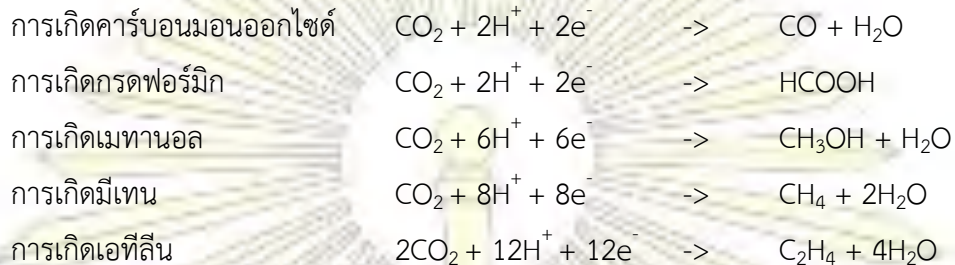 การเกิดคาร์บอนมอนออกไซด์ CO₂ + 2H⁺ + 2e⁻ -> CO + H₂O
การเกิดกรดฟอร์มิก CO₂ + 2H⁺ + 2e⁻ -> HCOOH
การเกิดเมทานอล CO₂ + 6H⁺ + 6e⁻ -> CH₃OH + H₂O
การเกิดมีเทน CO₂ + 8H⁺ + 8e⁻ -> CH₄ + 2H₂O
การเกิดเอทีลีน 2CO₂ + 12H⁺ + 12e⁻ -> C₂H₄ + 4H₂O